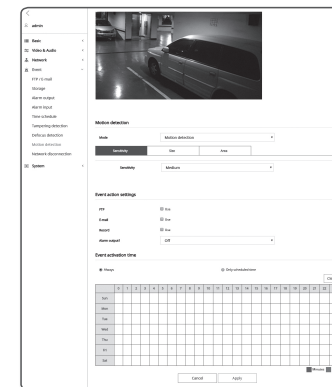 admin
Basic
Video & Audio
Network
Event
FTP / E-mail
Storage
Alarm output
Alarm input
Time schedule
Tampering detection
Defocus detection
Motion detection
Network disconnection
System
Motion detection
Mode Motion detection
Sensitivity Size Area
Sensitivity Medium
Event action settings
FTP Use
E-mail Use
Record Use
Alarm output1 Off
Event activation time
Always Only scheduled time
0 1 2 3 4 5 6 7 8 9 10 11 12 13 14 15 16 17 18 19 20 21 22
Sun
Mon
Tue
Wed
Thu
Fri
Sat
Minutes
Cancel Apply